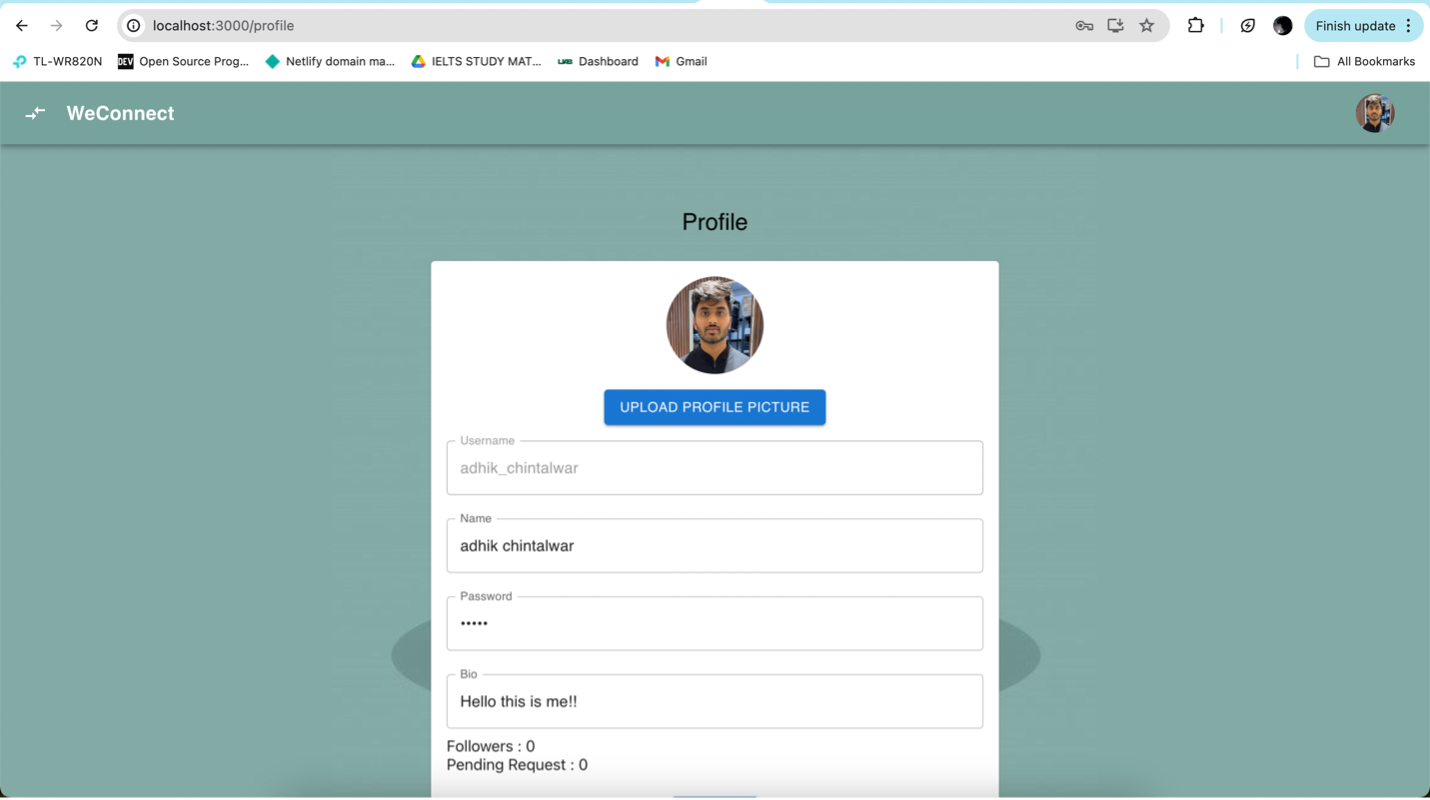 localhost:3000/profile
Finish update
TL-WR820N
DEV Open Source Prog...
Netlify domain ma...
IELTS STUDY MAT...
UAB Dashboard
Gmail
All Bookmarks
WeConnect
Profile
UPLOAD PROFILE PICTURE
Username
adhik_chintalwar
Name
adhik chintalwar
Password
•••••
Bio
Hello this is me!!
Followers : 0
Pending Request : 0